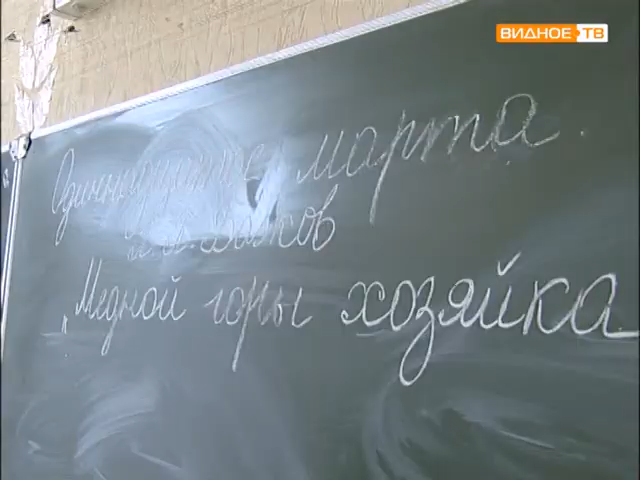 ВИДНОЕ ТВ
Одиннадцатое марта.
П. П. Бажов
„Медной горы хозяйка